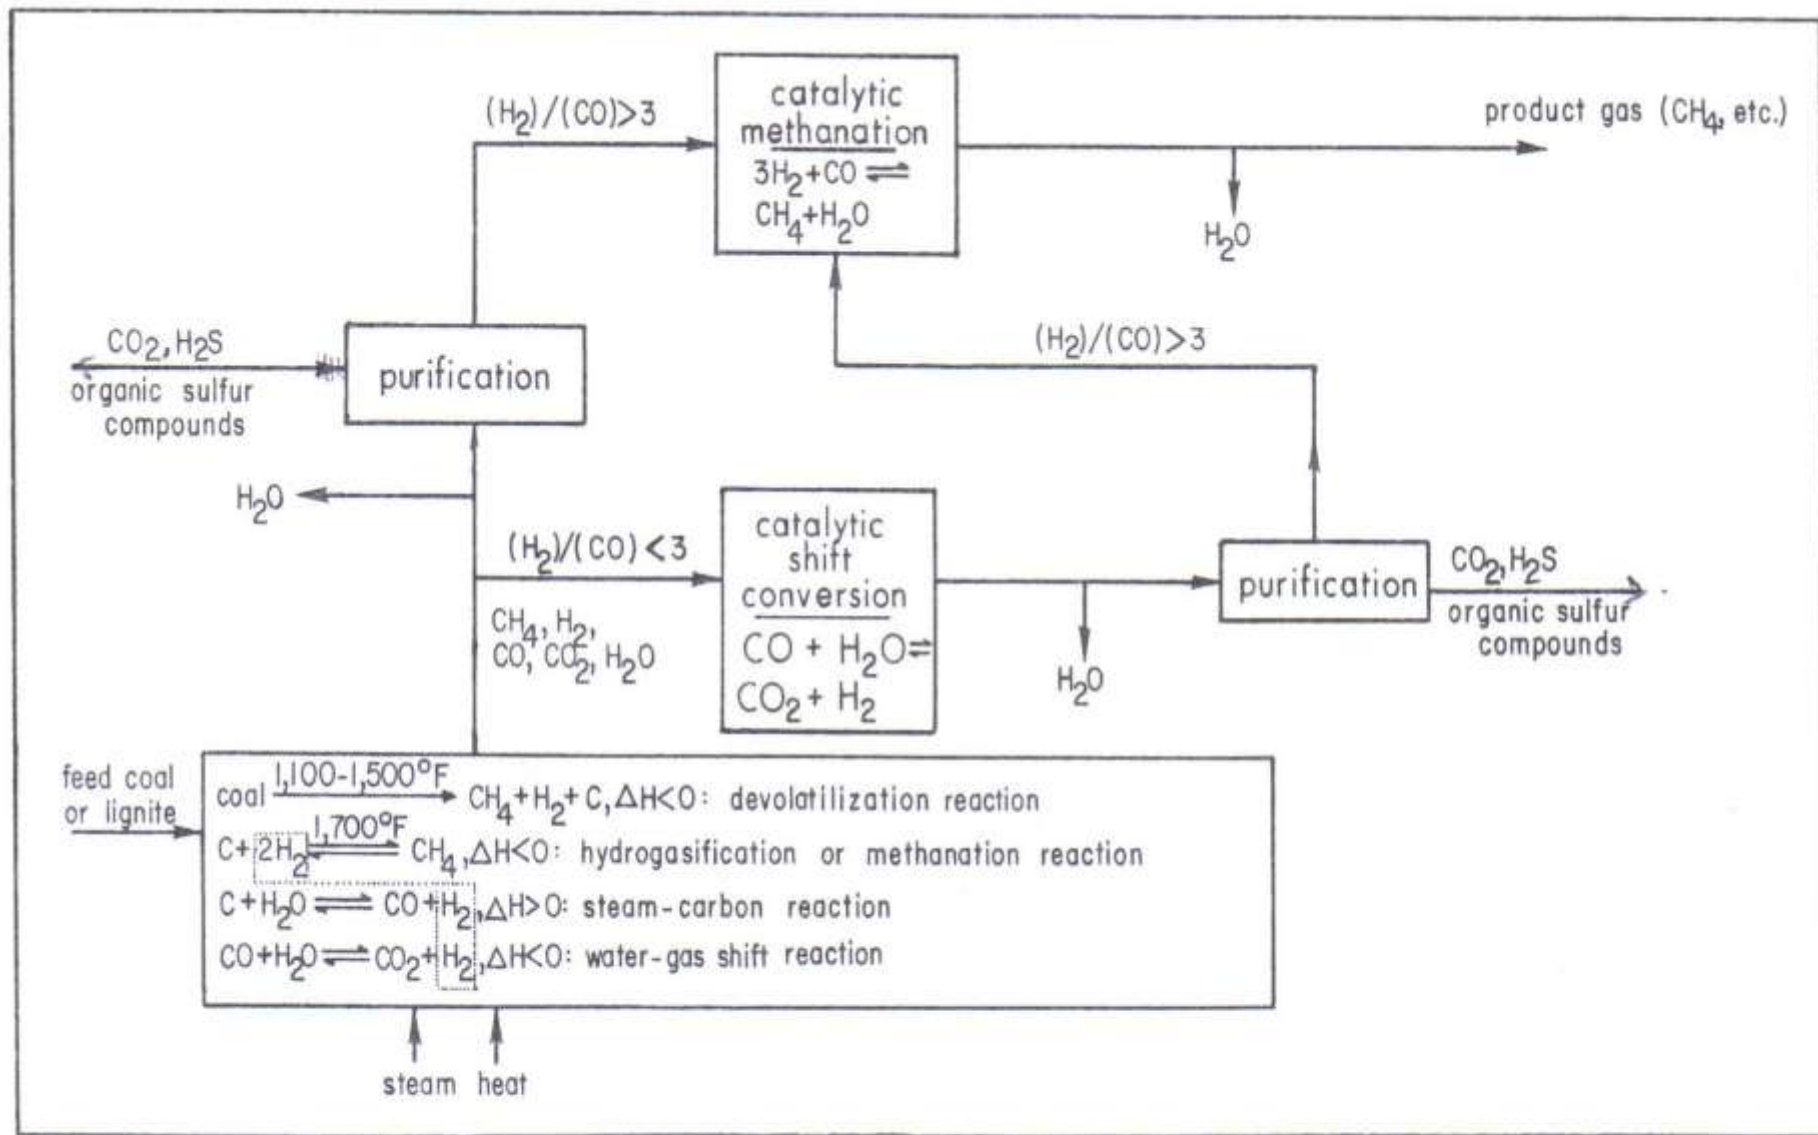 catalytic
methanation
3H₂+CO ⇌
CH₄+H₂O
(H₂)/(CO)>3
product gas (CH₄, etc.)
H₂O
CO₂, H₂S
organic sulfur
compounds
purification
(H₂)/(CO)>3
H₂O
(H₂)/(CO)<3
catalytic
shift
conversion
CO + H₂O⇌
CO₂ + H₂
H₂O
purification
CO₂, H₂S
organic sulfur
compounds
CH₄, H₂,
CO, CO₂, H₂O
feed coal
or lignite
coal 1,100-1,500°F → CH₄+H₂+C, ΔH<0: devolatilization reaction
C+2H₂ 1,700°F ⇌ CH₄, ΔH<0: hydrogasification or methanation reaction
C+H₂O ⇌ CO+H₂, ΔH>0: steam-carbon reaction
CO+H₂O ⇌ CO₂+H₂, ΔH<0: water-gas shift reaction
steam heat